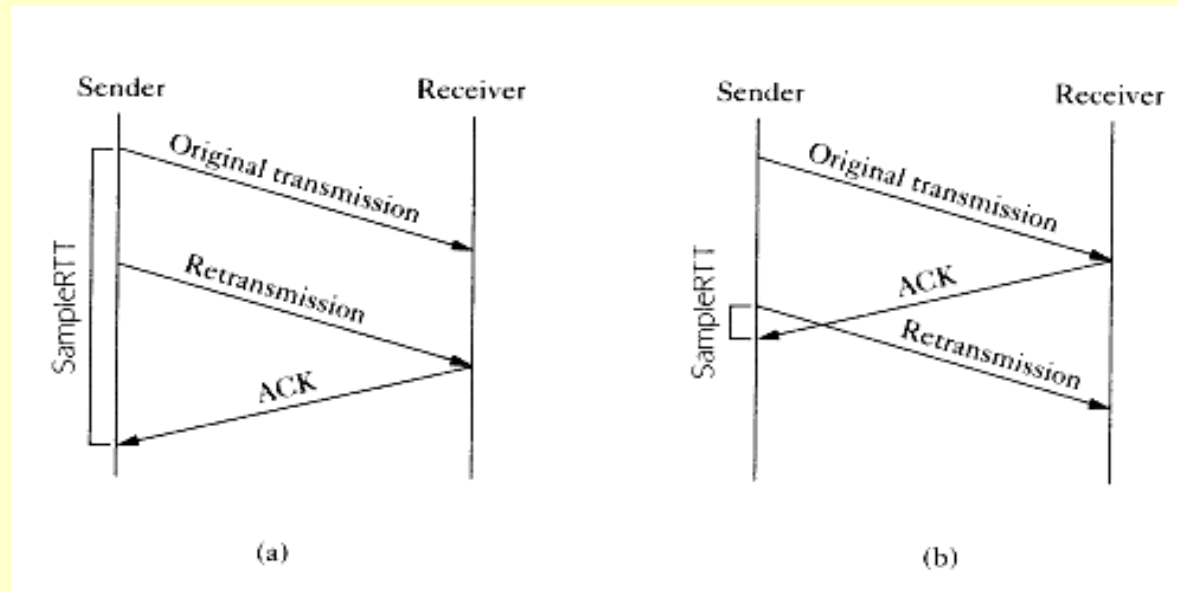 Sender
Receiver
Original transmission
Retransmission
ACK
SampleRTT
(a)
Sender
Receiver
Original transmission
ACK
Retransmission
SampleRTT
(b)